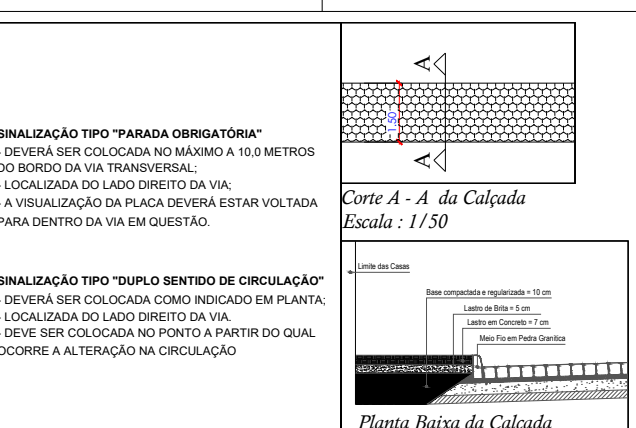 SINALIZAÇÃO TIPO "PARADA OBRIGATÓRIA"
- DEVERÁ SER COLOCADA NO MÁXIMO A 10,0 METROS
DO BORDO DA VIA TRANSVERSAL;
- LOCALIZADA DO LADO DIREITO DA VIA;
- A VISUALIZAÇÃO DA PLACA DEVERÁ ESTAR VOLTADA
PARA DENTRO DA VIA EM QUESTÃO.
SINALIZAÇÃO TIPO "DUPLO SENTIDO DE CIRCULAÇÃO"
- DEVERÁ SER COLOCADA COMO INDICADO EM PLANTA;
- LOCALIZADA DO LADO DIREITO DA VIA.
- DEVE SER COLOCADA NO PONTO A PARTIR DO QUAL
OCORRE A ALTERAÇÃO NA CIRCULAÇÃO
A
1.50
A
Corte A - A da Calçada
Escala : 1/50
Limite das Casas
Base compactada e regularizada = 10 cm
Lastro de Brita = 5 cm
Lastro em Concreto = 7 cm
Meio Fio em Pedra Granítica
Planta Baixa da Calçada